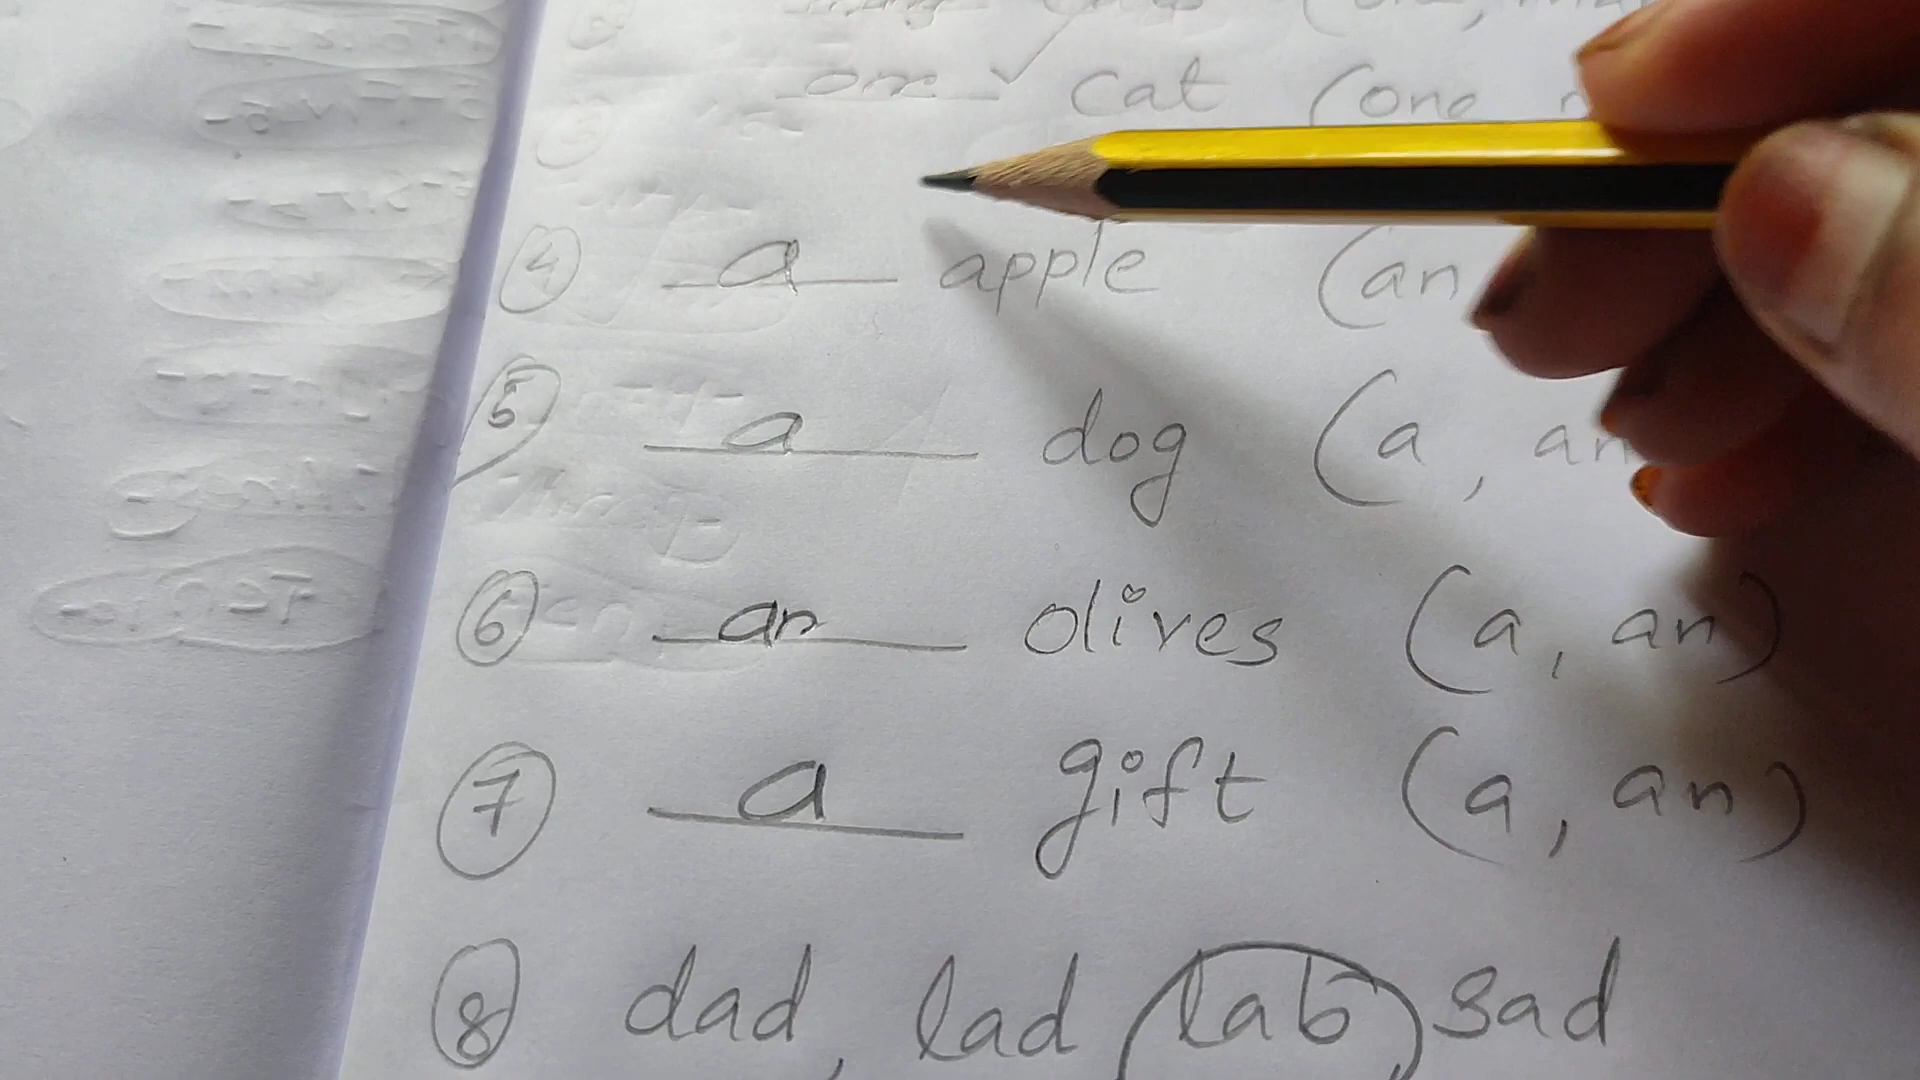 one cat (one
④ a apple (an
⑤ a dog (a, an
⑥ an olives (a, an)
⑦ a gift (a, an)
⑧ dad, lad lab, sad